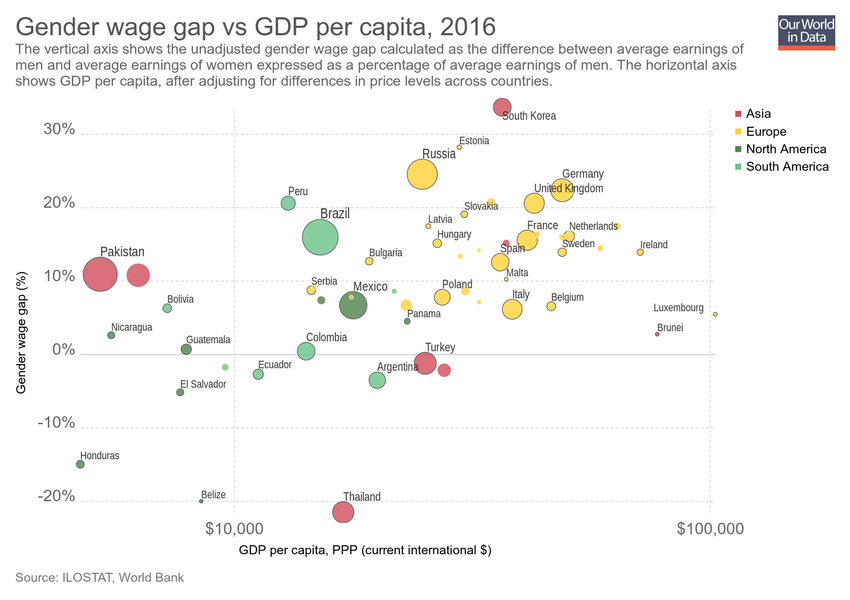 Gender wage gap vs GDP per capita, 2016
Our World
in Data
The vertical axis shows the unadjusted gender wage gap calculated as the difference between average earnings of
men and average earnings of women expressed as a percentage of average earnings of men. The horizontal axis
shows GDP per capita, after adjusting for differences in price levels across countries.
Asia
Europe
North America
South America
Gender wage gap (%)
30%
20%
10%
0%
-10%
-20%
South Korea
Estonia
Russia
Germany
United Kingdom
Peru
Slovakia
Brazil
Latvia
France
Netherlands
Hungary
Sweden
Ireland
Spain
Pakistan
Bulgaria
Malta
Serbia
Mexico
Poland
Italy
Belgium
Bolivia
Panama
Luxembourg
Nicaragua
Brunei
Guatemala
Colombia
Turkey
Ecuador
Argentina
El Salvador
Honduras
Belize
Thailand
$10,000
$100,000
GDP per capita, PPP (current international $)
Source: ILOSTAT, World Bank